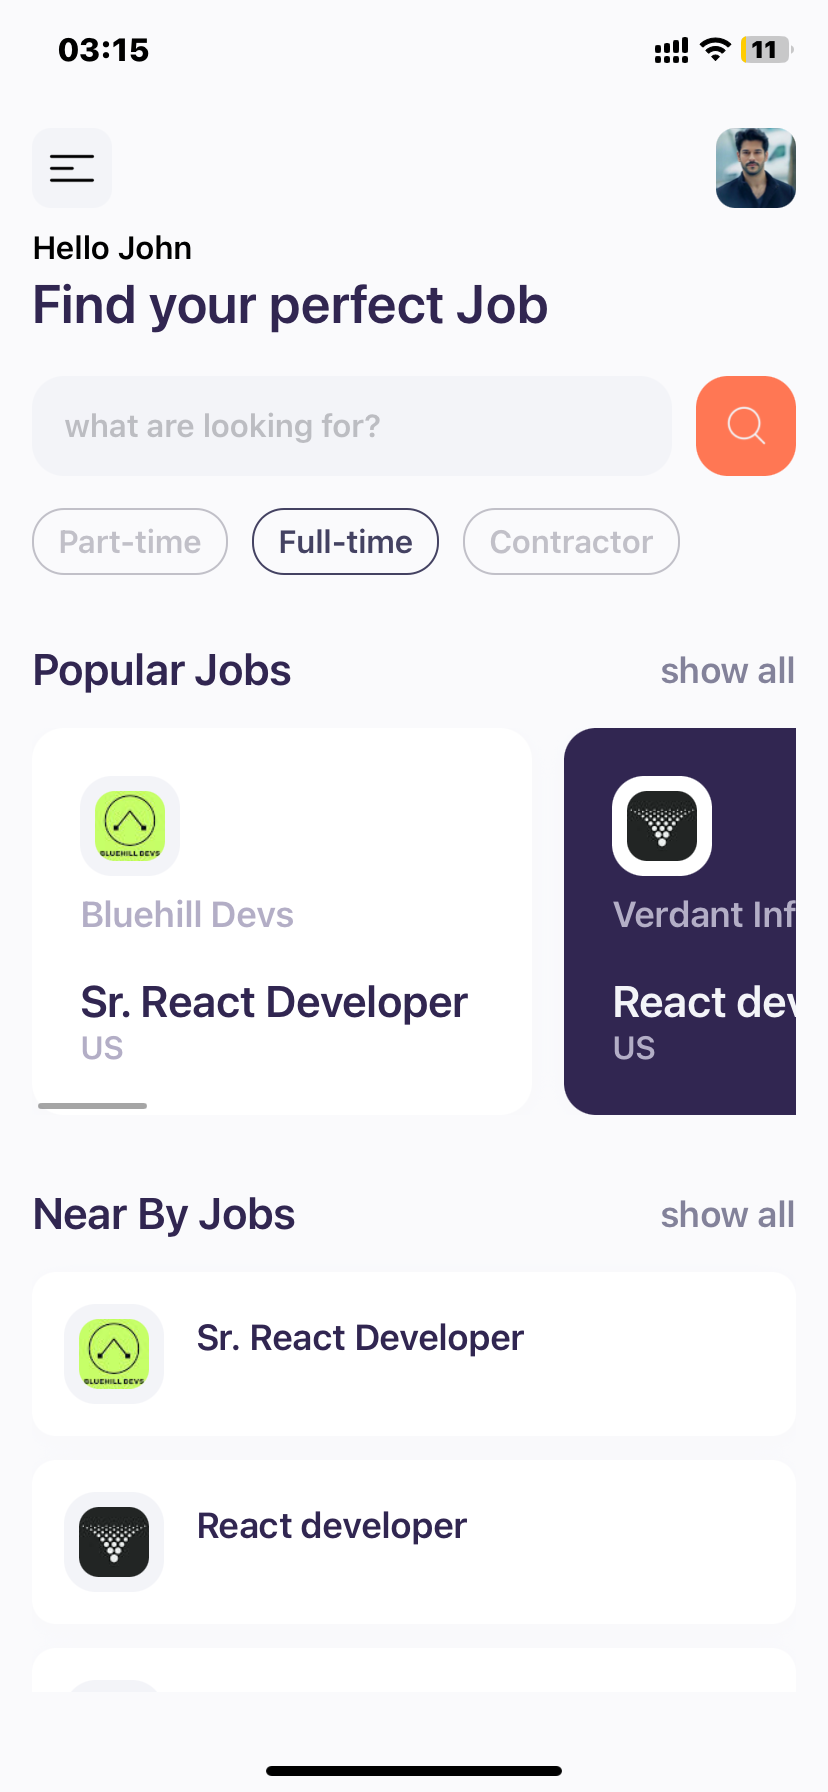 03:15
11
Hello John
Find your perfect Job
what are looking for?
Part-time
Full-time
Contractor
Popular Jobs
show all
BLUEHILL DEVS
Bluehill Devs
Sr. React Developer
US
Verdant Inf
React dev
US
Near By Jobs
show all
BLUEHILL DEVS
Sr. React Developer
React developer